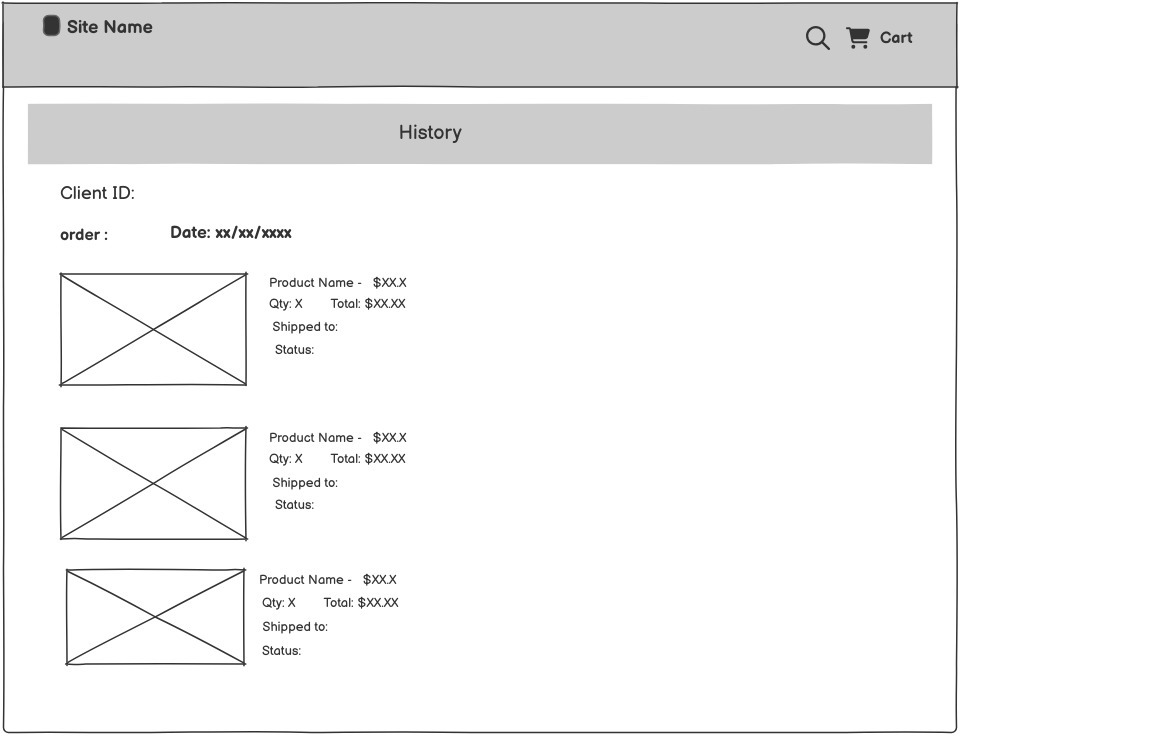 Site Name
Cart
History
Client ID:
order : Date: xx/xx/xxxx
Product Name - $XX.X
Qty: X Total: $XX.XX
Shipped to:
Status:
Product Name - $XX.X
Qty: X Total: $XX.XX
Shipped to:
Status:
Product Name - $XX.X
Qty: X Total: $XX.XX
Shipped to:
Status: